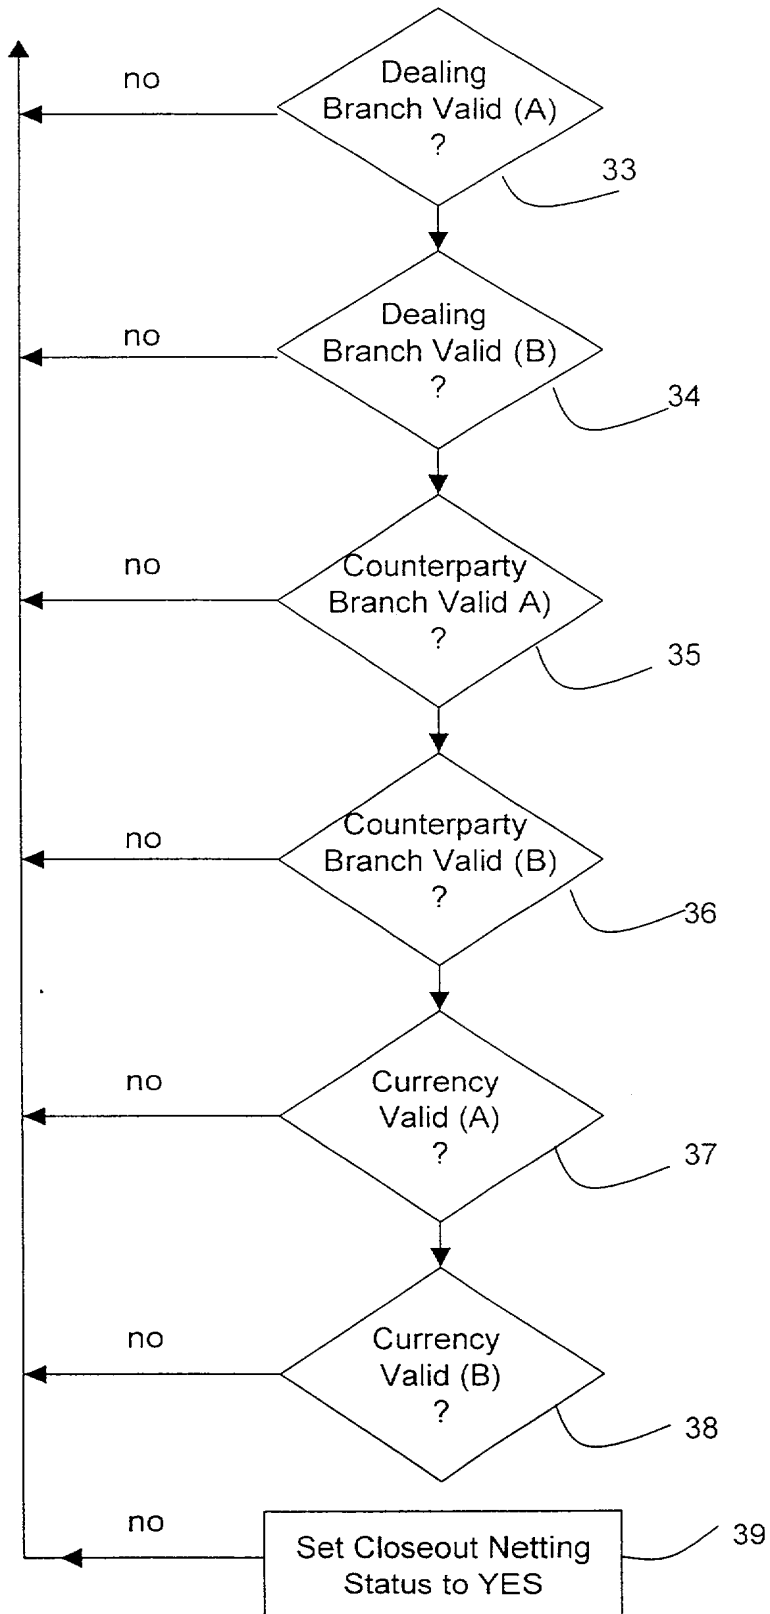 no
Dealing
Branch Valid (A)
?
33
no
Dealing
Branch Valid (B)
?
34
no
Counterparty
Branch Valid A)
?
35
no
Counterparty
Branch Valid (B)
?
36
no
Currency
Valid (A)
?
37
no
Currency
Valid (B)
?
38
no
Set Closeout Netting
Status to YES
39